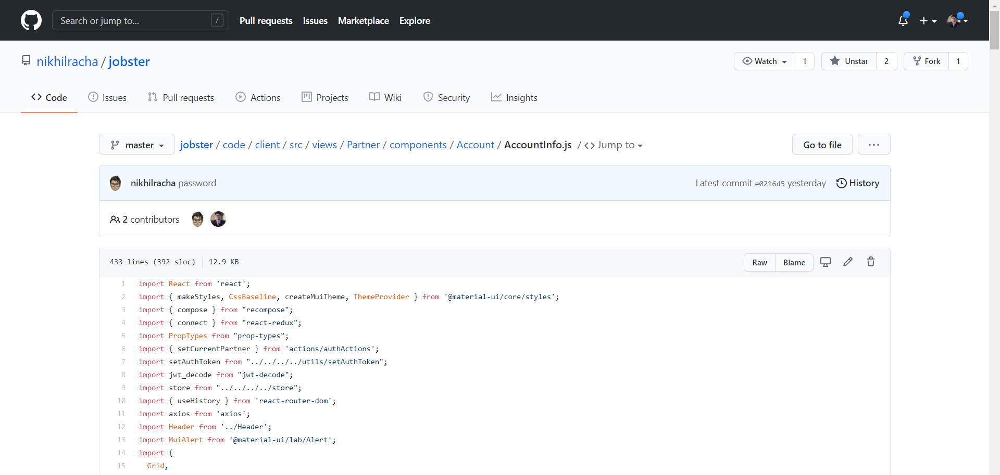 Search or jump to... /
Pull requests Issues Marketplace Explore
nikhilracha / jobster
Watch 1 Unstar 2 Fork 1
Code Issues Pull requests Actions Projects Wiki Security Insights
master jobster / code / client / src / views / Partner / components / Account / AccountInfo.js / <> Jump to Go to file ...
nikhilracha password Latest commit e0216d5 yesterday History
2 contributors
433 lines (392 sloc) 12.9 KB Raw Blame
1 import React from 'react';
2 import { makeStyles, CssBaseline, createMuiTheme, ThemeProvider } from '@material-ui/core/styles';
3 import { compose } from "recompose";
4 import { connect } from "react-redux";
5 import PropTypes from "prop-types";
6 import { setCurrentPartner } from 'actions/authActions';
7 import setAuthToken from "../../../../utils/setAuthToken";
8 import jwt_decode from "jwt-decode";
9 import store from "../../../../store";
10 import { useHistory } from 'react-router-dom';
11 import axios from 'axios';
12 import Header from '../Header';
13 import MuiAlert from '@material-ui/lab/Alert';
14 import {
15 Grid,